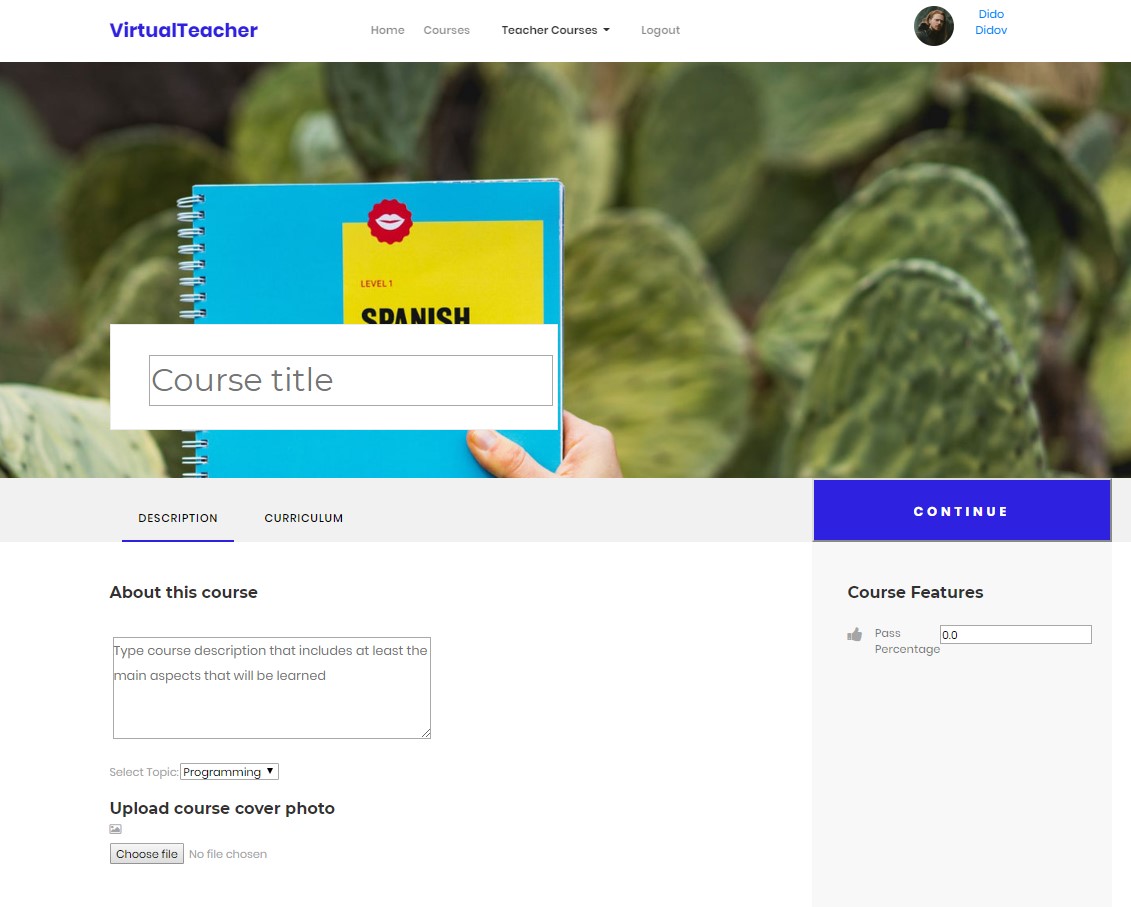 VirtualTeacher
Home Courses Teacher Courses Logout
Dido
Didov
LEVEL 1
SPANISH
Course title
DESCRIPTION CURRICULUM
CONTINUE
About this course
Type course description that includes at least the
main aspects that will be learned
Select Topic: Programming
Upload course cover photo
Choose file No file chosen
Course Features
Pass
Percentage
0.0